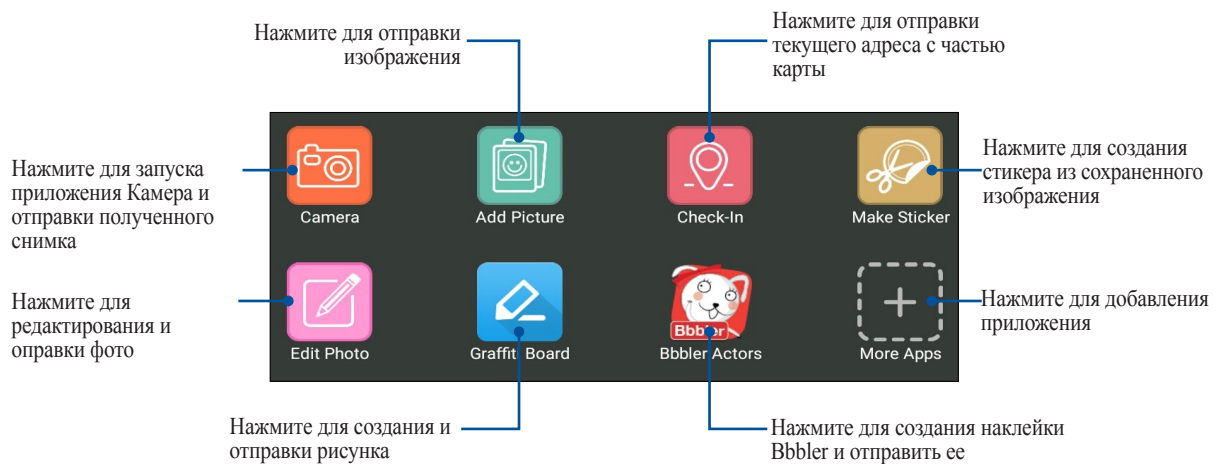 Нажмите для отправки
изображения
Нажмите для отправки
текущего адреса с частью
карты
Нажмите для запуска
приложения Камера и
отправки полученного
снимка
Нажмите для создания
стикера из сохраненного
изображения
Camera
Add Picture
Check-In
Make Sticker
Нажмите для
редактирования и
оправки фото
Нажмите для добавления
приложения
Bbbler
Edit Photo
Graffiti Board
Bbbler Actors
More Apps
Нажмите для создания и
отправки рисунка
Нажмите для создания наклейки
Bbbler и отправить ее